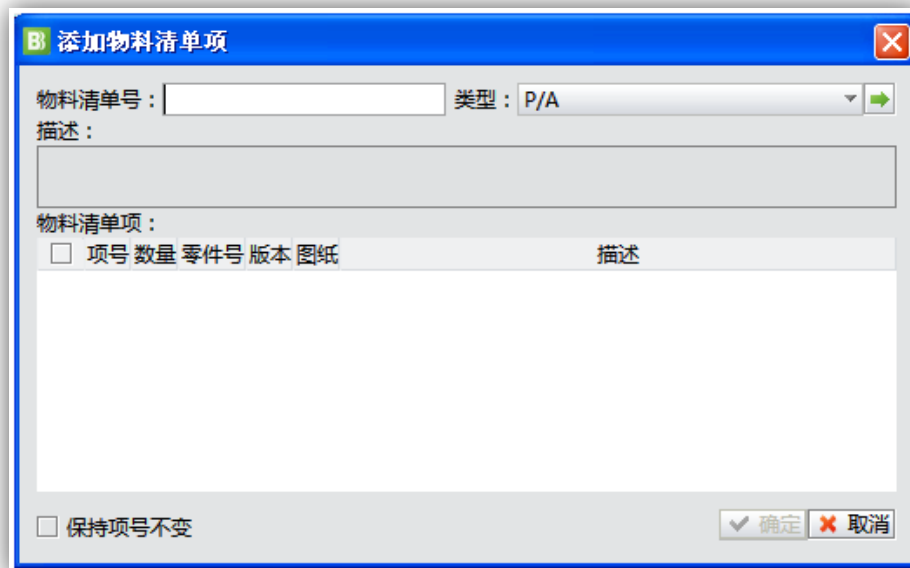 添加物料清单项
物料清单号： 类型： P/A
描述：
物料清单项：
项号 数量 零件号 版本 图纸 描述
保持项号不变 确定 取消